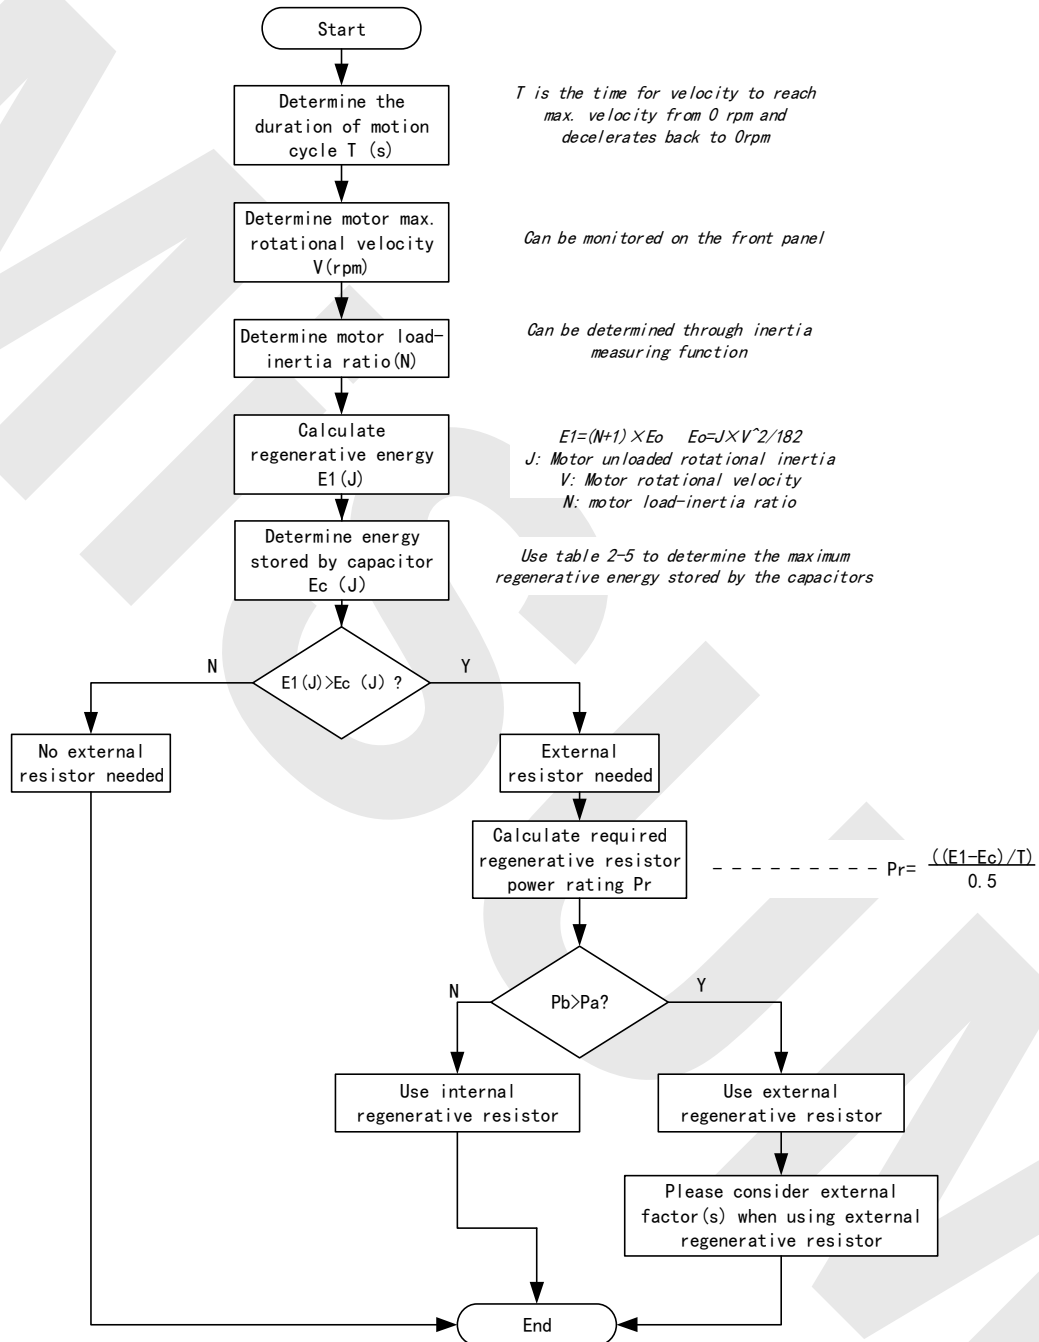 Start
Determine the
duration of motion
cycle T (s)
T is the time for velocity to reach
max. velocity from 0 rpm and
decelerates back to 0rpm
Determine motor max.
rotational velocity
V(rpm)
Can be monitored on the front panel
Determine motor load-
inertia ratio(N)
Can be determined through inertia
measuring function
Calculate
regenerative energy
E1(J)
E1=(N+1)×Eo Eo=J×V^2/182
J: Motor unloaded rotational inertia
V: Motor rotational velocity
N: motor load-inertia ratio
Determine energy
stored by capacitor
Ec (J)
Use table 2-5 to determine the maximum
regenerative energy stored by the capacitors
N
E1(J)>Ec (J) ?
Y
No external
resistor needed
External
resistor needed
Calculate required
regenerative resistor
power rating Pr
Pr= ((E1-Ec)/T)
0.5
N
Pb>Pa?
Y
Use internal
regenerative resistor
Use external
regenerative resistor
Please consider external
factor(s) when using external
regenerative resistor
End